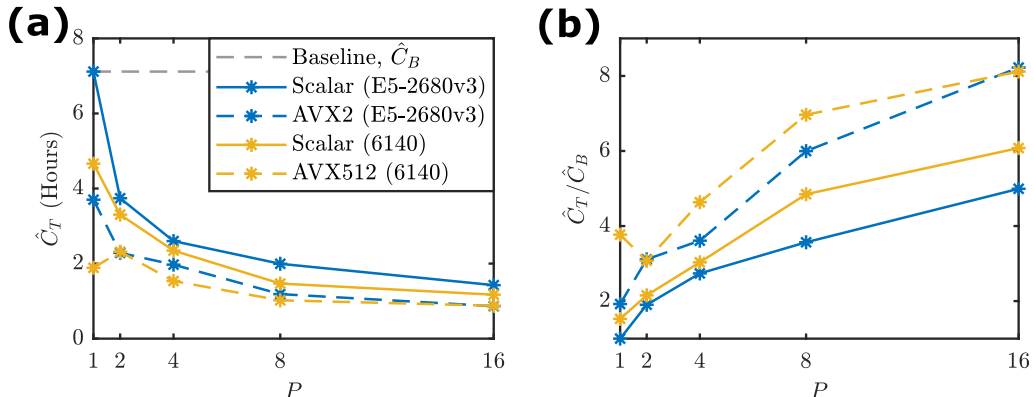 (a)
8
6
4
2
0
Ĉ_T (Hours)
Baseline, Ĉ_B
Scalar (E5-2680v3)
AVX2 (E5-2680v3)
Scalar (6140)
AVX512 (6140)
1 2 4 8 16
P
(b)
8
6
4
2
Ĉ_T/Ĉ_B
1 2 4 8 16
P